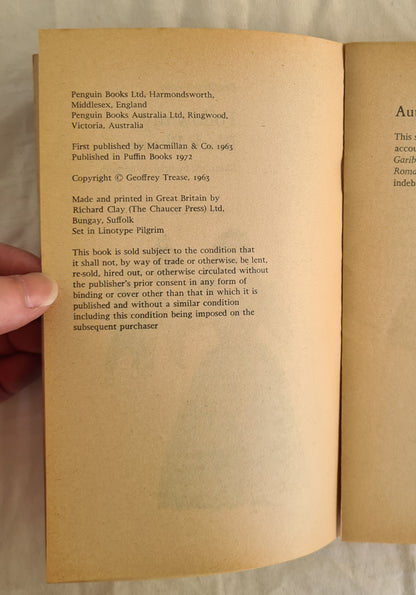 Penguin Books Ltd, Harmondsworth,
Middlesex, England
Penguin Books Australia Ltd, Ringwood,
Victoria, Australia
First published by Macmillan & Co. 1963
Published in Puffin Books 1972
Copyright © Geoffrey Trease, 1963
Made and printed in Great Britain by
Richard Clay (The Chaucer Press) Ltd,
Bungay, Suffolk
Set in Linotype Pilgrim
This book is sold subject to the condition that
it shall not, by way of trade or otherwise, be lent,
re-sold, hired out, or otherwise circulated without
the publisher's prior consent in any form of
binding or cover other than that in which it is
published and without a similar condition
including this condition being imposed on the
subsequent purchaser
Au
This s
accou
Garib
Roma
indeb